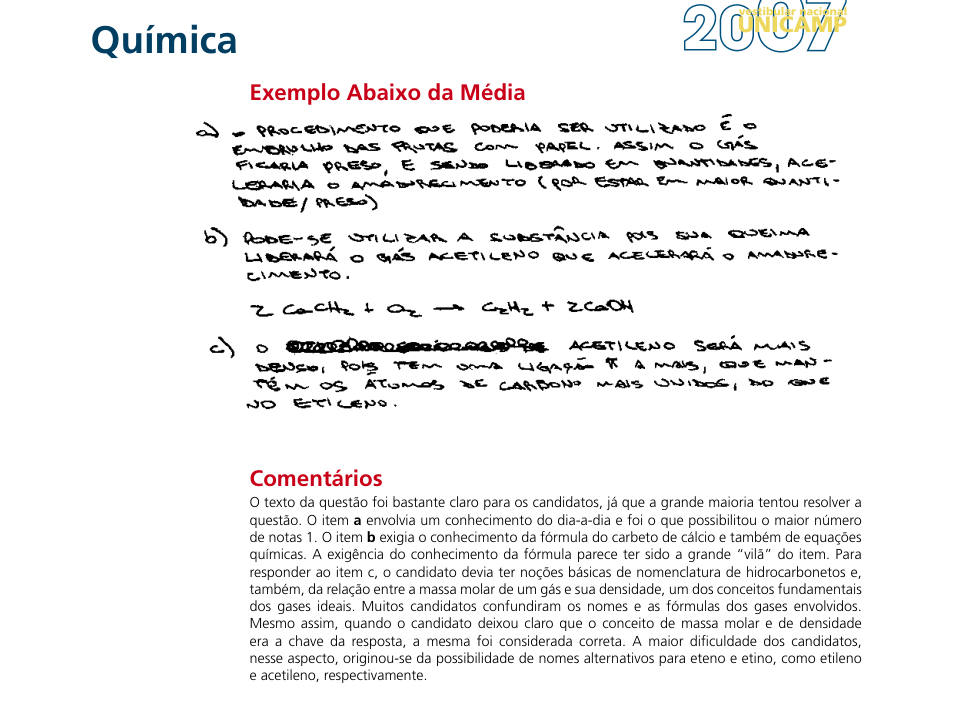 Química
2007
vestibular nacional
UNICAMP
Exemplo Abaixo da Média
a) - PROCEDIMENTO QUE PODERIA SER UTILIZADO É O
EMBRULHO DAS FRUTAS COM PAPEL. ASSIM O GÁS
FICARIA PRESO, E SENDO LIBERADO EM QUANTIDADES, ACE-
LERARIA O AMADURECIMENTO (POR ESTAR EM MAIOR QUANTI-
DADE/PRESO)
b) PODE-SE UTILIZAR A SUBSTÂNCIA POIS SUA QUEIMA
LIBERARÁ O GÁS ACETILENO QUE ACELERARÁ O AMADURE-
CIMENTO.
2 CaCH₂ + O₂ → C₂H₂ + 2CaOH
c) O ACETILENO SERÁ MAIS
DENSO, POIS TEM UMA LIGAÇÃO π A MAIS, QUE MAN-
TÉM OS ÁTOMOS DE CARBONO MAIS UNIDOS, DO QUE
NO ETILENO.
Comentários
O texto da questão foi bastante claro para os candidatos, já que a grande maioria tentou resolver a
questão. O item a envolvia um conhecimento do dia-a-dia e foi o que possibilitou o maior número
de notas 1. O item b exigia o conhecimento da fórmula do carbeto de cálcio e também de equações
químicas. A exigência do conhecimento da fórmula parece ter sido a grande “vilã” do item. Para
responder ao item c, o candidato devia ter noções básicas de nomenclatura de hidrocarbonetos e,
também, da relação entre a massa molar de um gás e sua densidade, um dos conceitos fundamentais
dos gases ideais. Muitos candidatos confundiram os nomes e as fórmulas dos gases envolvidos.
Mesmo assim, quando o candidato deixou claro que o conceito de massa molar e de densidade
era a chave da resposta, a mesma foi considerada correta. A maior dificuldade dos candidatos,
nesse aspecto, originou-se da possibilidade de nomes alternativos para eteno e etino, como etileno
e acetileno, respectivamente.